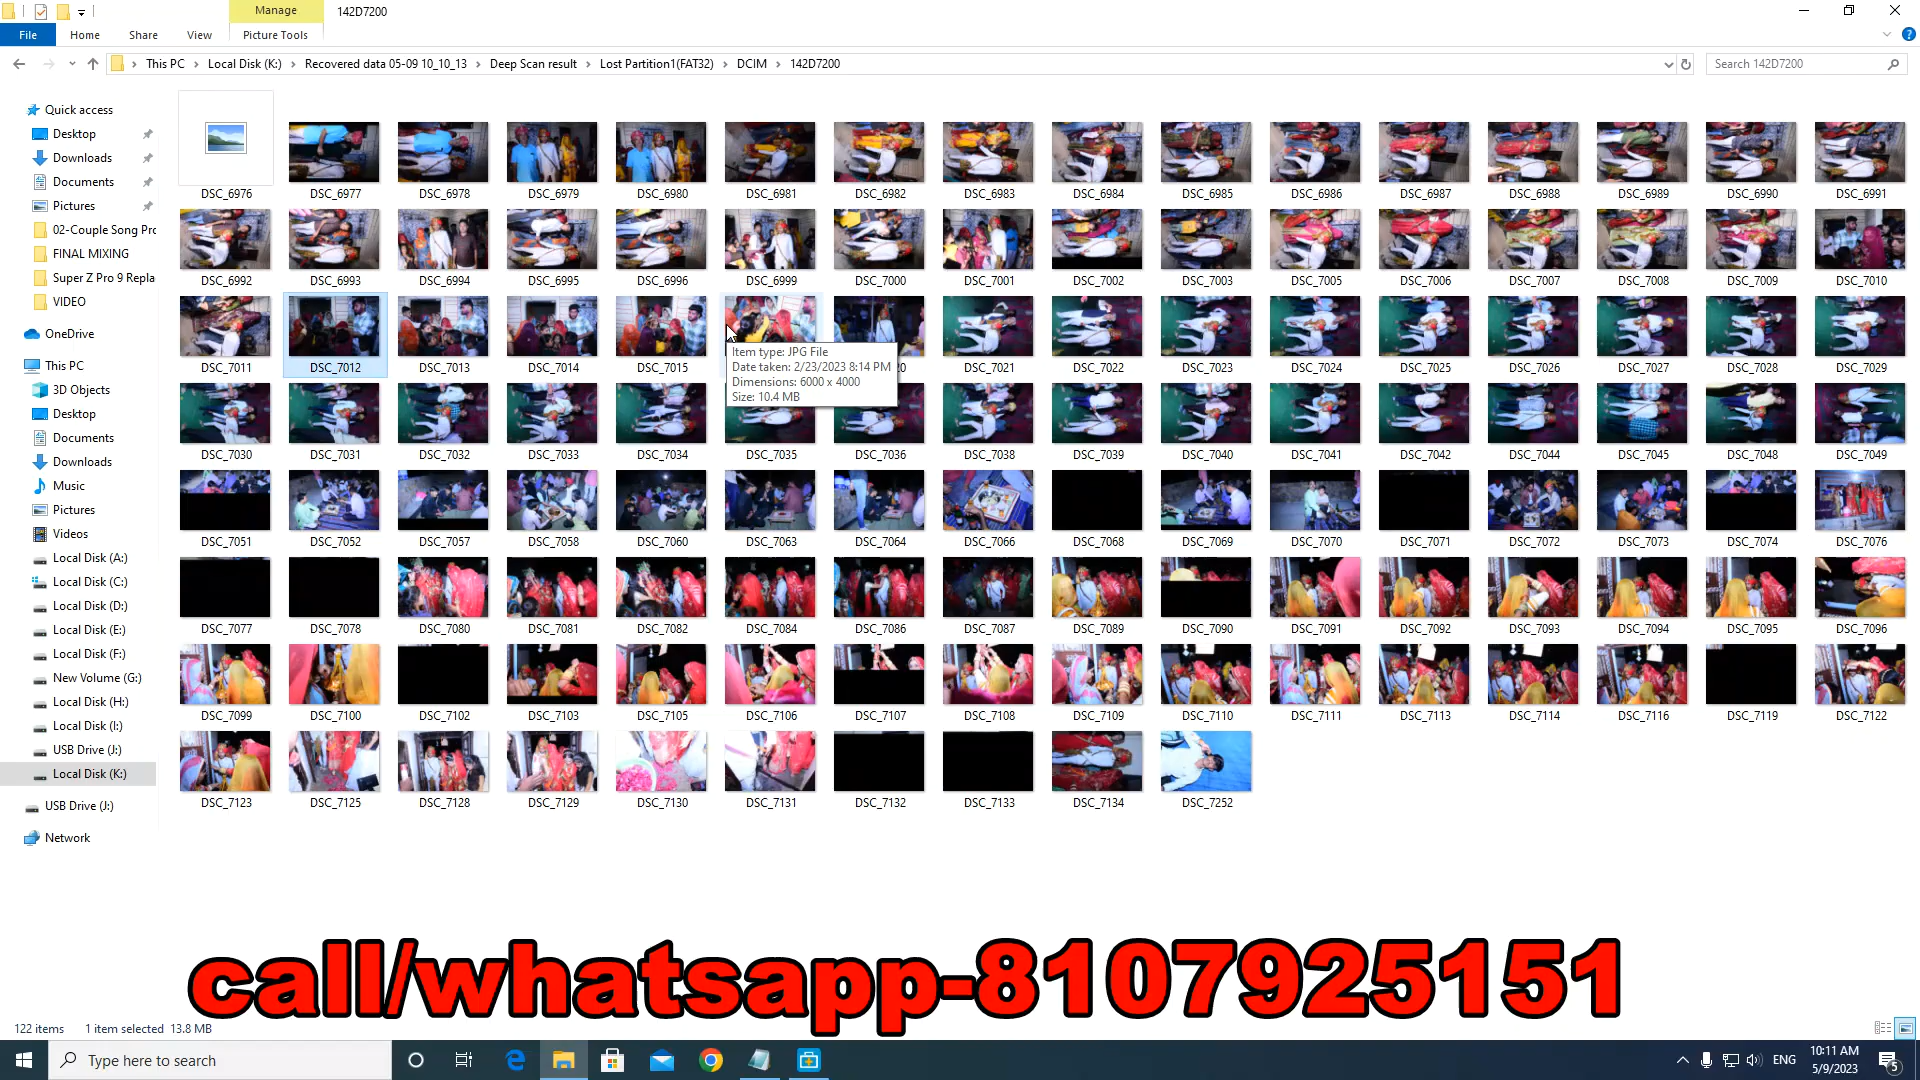 Manage
142D7200
File
Home
Share
View
Picture Tools
This PC
Local Disk (K:)
Recovered data 05-09 10_10_13
Deep Scan result
Lost Partition1(FAT32)
DCIM
142D7200
Search 142D7200
Quick access
Desktop
Downloads
Documents
Pictures
02-Couple Song Prc
FINAL MIXING
Super Z Pro 9 Repla
VIDEO
OneDrive
This PC
3D Objects
Desktop
Documents
Downloads
Music
Pictures
Videos
Local Disk (A:)
Local Disk (C:)
Local Disk (D:)
Local Disk (E:)
Local Disk (F:)
New Volume (G:)
Local Disk (H:)
Local Disk (I:)
USB Drive (J:)
Local Disk (K:)
USB Drive (J:)
Network
DSC_6976 DSC_6977 DSC_6978 DSC_6979 DSC_6980 DSC_6981 DSC_6982 DSC_6983 DSC_6984 DSC_6985 DSC_6986 DSC_6987 DSC_6988 DSC_6989 DSC_6990 DSC_6991
DSC_6992 DSC_6993 DSC_6994 DSC_6995 DSC_6996 DSC_6999 DSC_7000 DSC_7001 DSC_7002 DSC_7003 DSC_7005 DSC_7006 DSC_7007 DSC_7008 DSC_7009 DSC_7010
DSC_7011 DSC_7012 DSC_7013 DSC_7014 DSC_7015 20 DSC_7021 DSC_7022 DSC_7023 DSC_7024 DSC_7025 DSC_7026 DSC_7027 DSC_7028 DSC_7029
Item type: JPG File
Date taken: 2/23/2023 8:14 PM
Dimensions: 6000 x 4000
Size: 10.4 MB
DSC_7030 DSC_7031 DSC_7032 DSC_7033 DSC_7034 DSC_7035 DSC_7036 DSC_7038 DSC_7039 DSC_7040 DSC_7041 DSC_7042 DSC_7044 DSC_7045 DSC_7048 DSC_7049
DSC_7051 DSC_7052 DSC_7057 DSC_7058 DSC_7060 DSC_7063 DSC_7064 DSC_7066 DSC_7068 DSC_7069 DSC_7070 DSC_7071 DSC_7072 DSC_7073 DSC_7074 DSC_7076
DSC_7077 DSC_7078 DSC_7080 DSC_7081 DSC_7082 DSC_7084 DSC_7086 DSC_7087 DSC_7089 DSC_7090 DSC_7091 DSC_7092 DSC_7093 DSC_7094 DSC_7095 DSC_7096
DSC_7099 DSC_7100 DSC_7102 DSC_7103 DSC_7105 DSC_7106 DSC_7107 DSC_7108 DSC_7109 DSC_7110 DSC_7111 DSC_7113 DSC_7114 DSC_7116 DSC_7119 DSC_7122
DSC_7123 DSC_7125 DSC_7128 DSC_7129 DSC_7130 DSC_7131 DSC_7132 DSC_7133 DSC_7134 DSC_7252
call/whatsapp-8107925151
122 items 1 item selected 13.8 MB
Type here to search
ENG
10:11 AM
5/9/2023
5